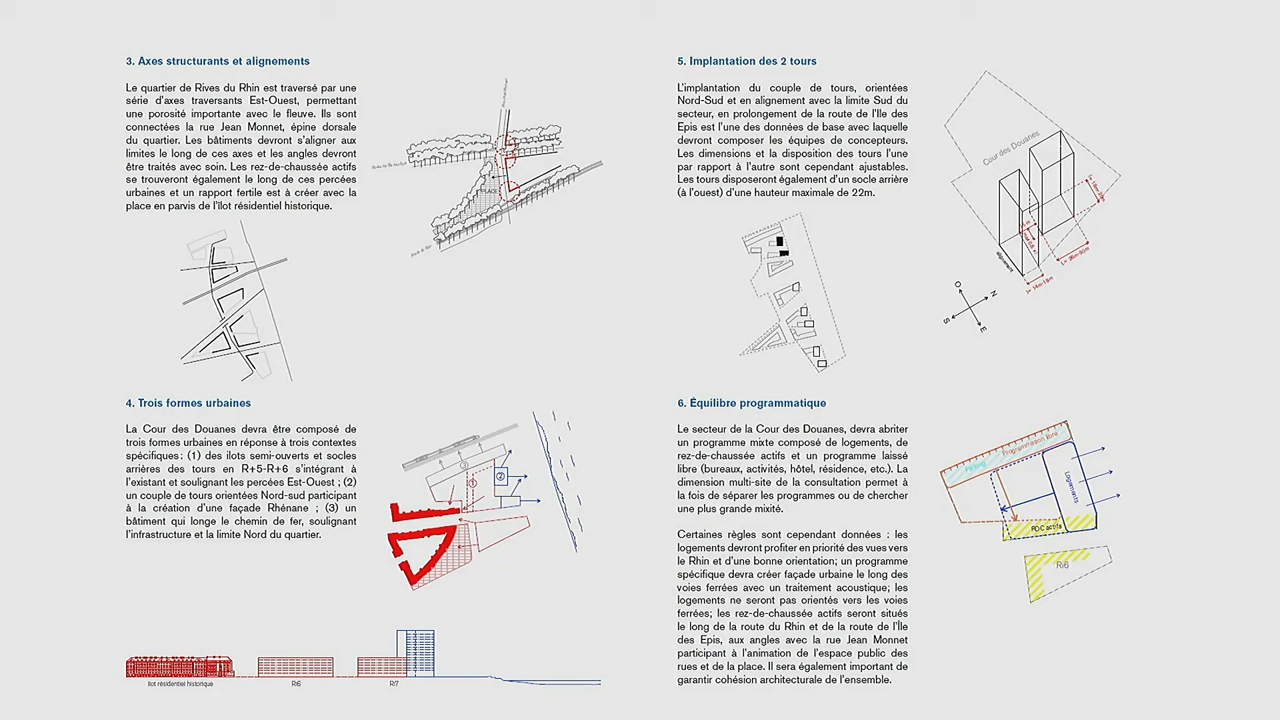 3. Axes structurants et alignements
Le quartier de Rives du Rhin est traversé par une
série d'axes traversants Est-Ouest, permettant
une porosité importante avec le fleuve. Ils sont
connectées la rue Jean Monnet, épine dorsale
du quartier. Les bâtiments devront s'aligner aux
limites le long de ces axes et les angles devront
être traités avec soin. Les rez-de-chaussée actifs
se trouveront également le long de ces percées
urbaines et un rapport fertile est à créer avec la
place en parvis de l'îlot résidentiel historique.
PLACE
4. Trois formes urbaines
La Cour des Douanes devra être composé de
trois formes urbaines en réponse à trois contextes
spécifiques : (1) des ilots semi-ouverts et socles
arrières des tours en R+5-R+6 s'intégrant à
l'existant et soulignant les percées Est-Ouest ; (2)
un couple de tours orientées Nord-sud participant
à la création d'une façade Rhénane ; (3) un
bâtiment qui longe le chemin de fer, soulignant
l'infrastructure et la limite Nord du quartier.
3
1
2
Ilot résidentiel historique
Ri6
Ri7
5. Implantation des 2 tours
L'implantation du couple de tours, orientées
Nord-Sud et en alignement avec la limite Sud du
secteur, en prolongement de la route de l'Ile des
Epis est l'une des données de base avec laquelle
devront composer les équipes de concepteurs.
Les dimensions et la disposition des tours l'une
par rapport à l'autre sont cependant ajustables.
Les tours disposeront également d'un socle arrière
(à l'ouest) d'une hauteur maximale de 22m.
Cour des Douanes
alignement
O
N
S
E
6. Équilibre programmatique
Le secteur de la Cour des Douanes, devra abriter
un programme mixte composé de logements, de
rez-de-chaussée actifs et un programme laissé
libre (bureaux, activités, hôtel, résidence, etc.). La
dimension multi-site de la consultation permet à
la fois de séparer les programmes ou de chercher
une plus grande mixité.
Certaines règles sont cependant données : les
logements devront profiter en priorité des vues vers
le Rhin et d'une bonne orientation; un programme
spécifique devra créer façade urbaine le long des
voies ferrées avec un traitement acoustique; les
logements ne seront pas orientés vers les voies
ferrées; les rez-de-chaussée actifs seront situés
le long de la route du Rhin et de la route de l'Île
des Epis, aux angles avec la rue Jean Monnet
participant à l'animation de l'espace public des
rues et de la place. Il sera également important de
garantir cohésion architecturale de l'ensemble.
Programmation libre
Logements
RDC actifs
Ri6